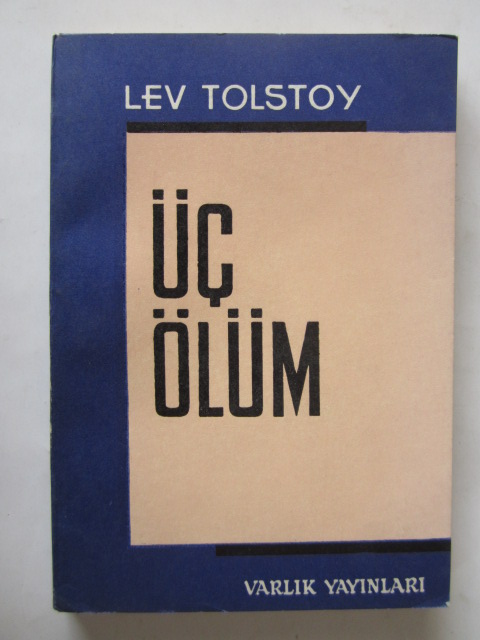 LEV TOLSTOY
ÜÇ
ÖLÜM
VARLIK YAYINLARI